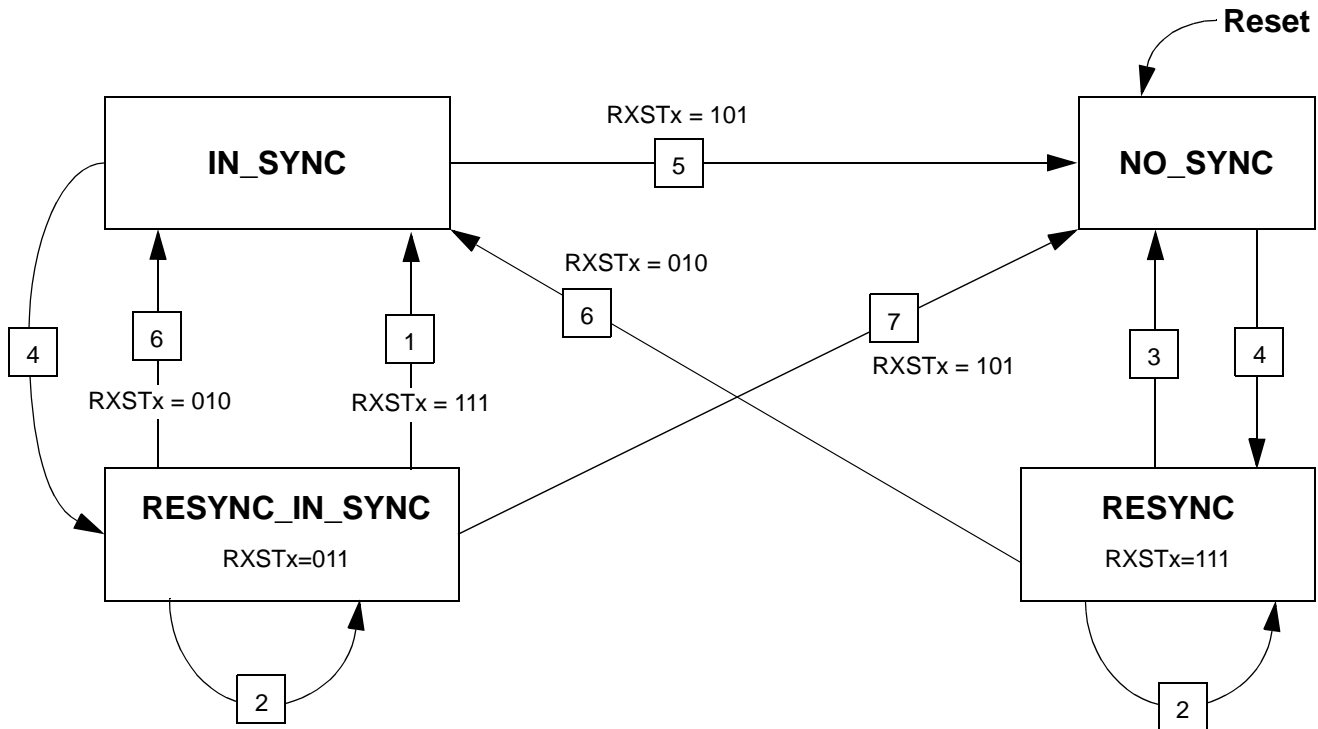 Reset
RXSTx = 101
IN_SYNC
5
NO_SYNC
RXSTx = 010
6
7
RXSTx = 101
4
6
1
3
4
RXSTx = 010
RXSTx = 111
RESYNC_IN_SYNC
RXSTx=011
RESYNC
RXSTx=111
2
2